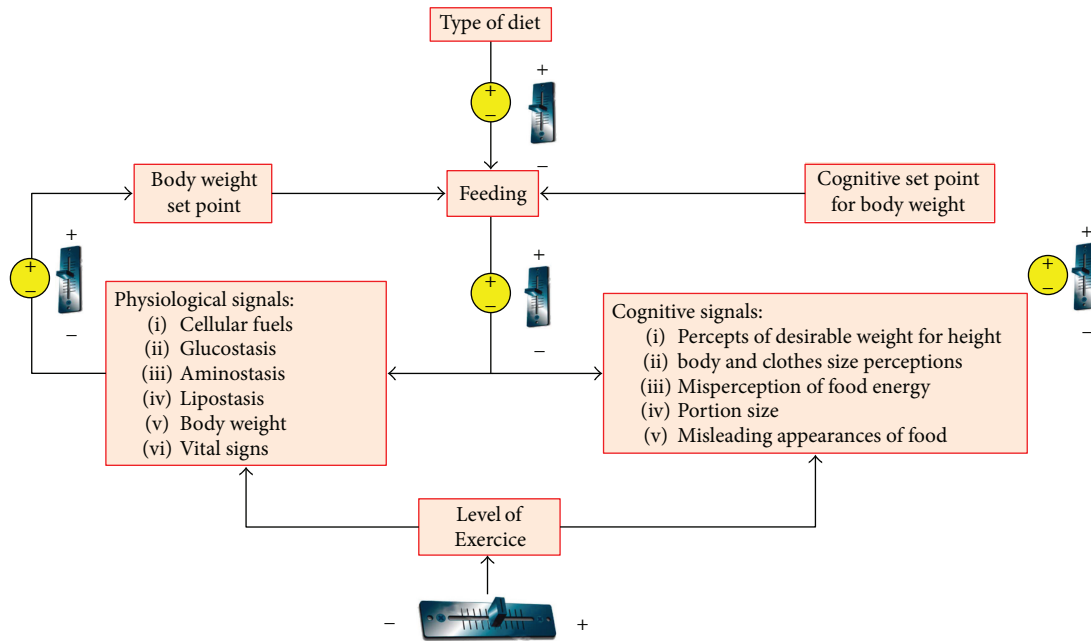 Type of diet
+
+
−
−
Body weight
set point
Feeding
Cognitive set point
for body weight
+
+
−
−
+
+
−
−
+
+
−
−
Physiological signals:
(i) Cellular fuels
(ii) Glucostasis
(iii) Aminostasis
(iv) Lipostasis
(v) Body weight
(vi) Vital signs
Cognitive signals:
(i) Percepts of desirable weight for height
(ii) body and clothes size perceptions
(iii) Misperception of food energy
(iv) Portion size
(v) Misleading appearances of food
Level of
Exercice
− +